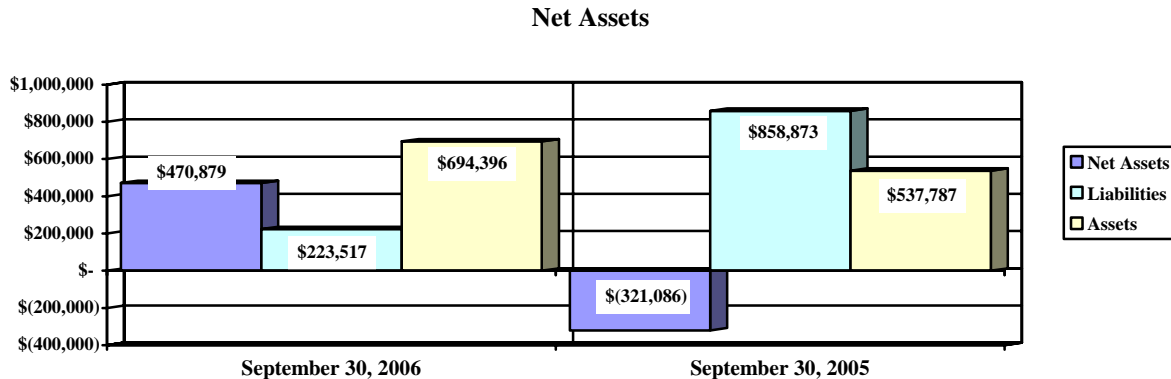 Net Assets
$1,000,000
$800,000
$600,000
$400,000
$200,000
$-
$(200,000)
$(400,000)
$470,879
$223,517
$694,396
$(321,086)
$858,873
$537,787
September 30, 2006
September 30, 2005
Net Assets
Liabilities
Assets